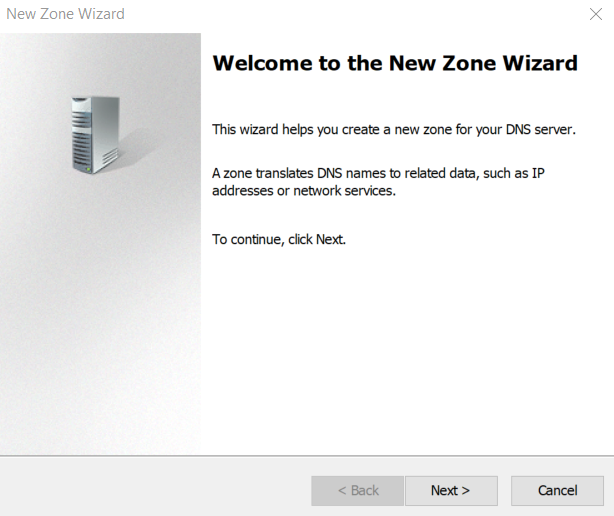 New Zone Wizard
Welcome to the New Zone Wizard
This wizard helps you create a new zone for your DNS server.
A zone translates DNS names to related data, such as IP
addresses or network services.
To continue, click Next.
< Back
Next >
Cancel